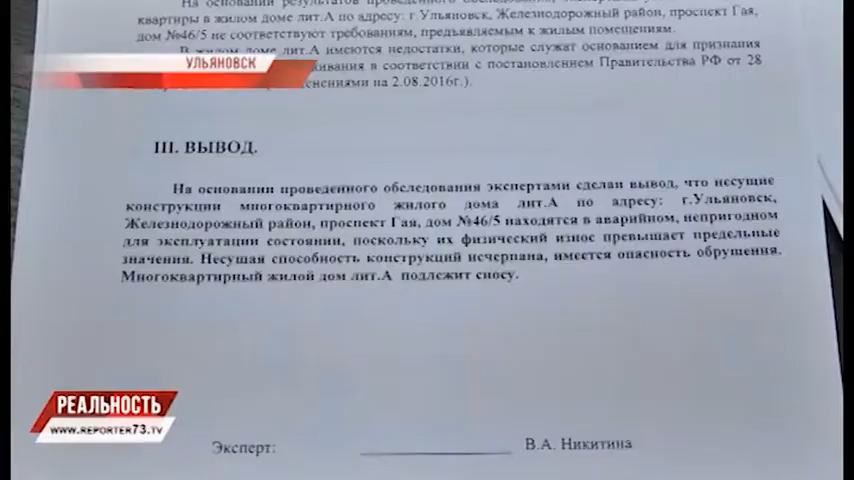 На основании результатов проведенного обследования,
квартиры в жилом доме лит.А по адресу: г.Ульяновск, Железнодорожный район, проспект Гая,
дом №46/5 не соответствуют требованиям, предъявляемым к жилым помещениям.
В жилом доме лит.А имеются недостатки, которые служат основанием для признания
УЛЬЯНОВСК
живания в соответствии с постановлением Правительства РФ от 28
енениями на 2.08.2016г.).
III. ВЫВОД.
На основании проведенного обследования экспертами сделан вывод, что несущие
конструкции многоквартирного жилого дома лит.А по адресу: г.Ульяновск,
Железнодорожный район, проспект Гая, дом №46/5 находятся в аварийном, непригодном
для эксплуатации состоянии, поскольку их физический износ превышает предельные
значения. Несущая способность конструкций исчерпана, имеется опасность обрушения.
Многоквартирный жилой дом лит.А подлежит сносу.
РЕАЛЬНОСТЬ
WWW.REPORTER73.TV
Эксперт: В.А. Никитина